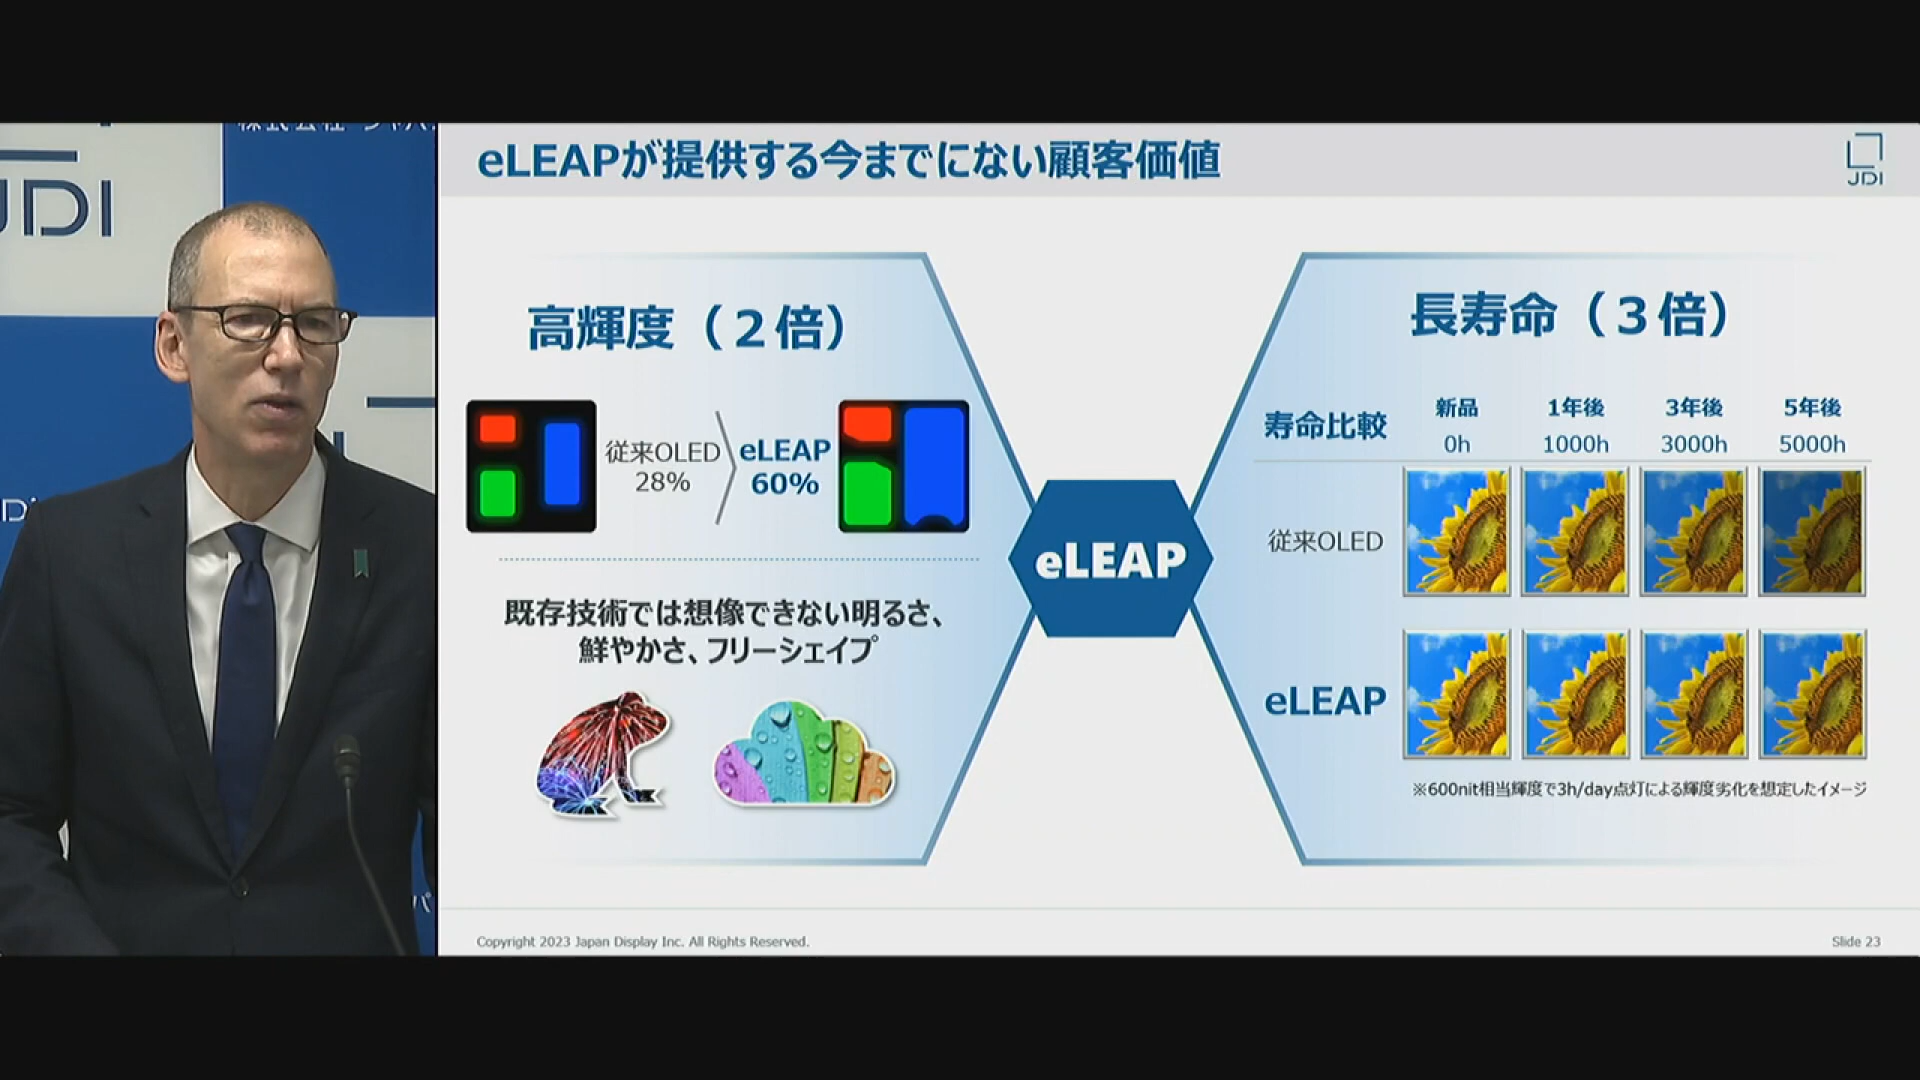 JDI
eLEAPが提供する今までにない顧客価値
JDI
高輝度（２倍）
従来OLED
28%
eLEAP
60%
既存技術では想像できない明るさ、
鮮やかさ、フリーシェイプ
eLEAP
長寿命（３倍）
寿命比較
新品 1年後 3年後 5年後
0h 1000h 3000h 5000h
従来OLED
eLEAP
※600nit相当輝度で3h/day点灯による輝度劣化を想定したイメージ
Copyright 2023 Japan Display Inc. All Rights Reserved.
Slide 23